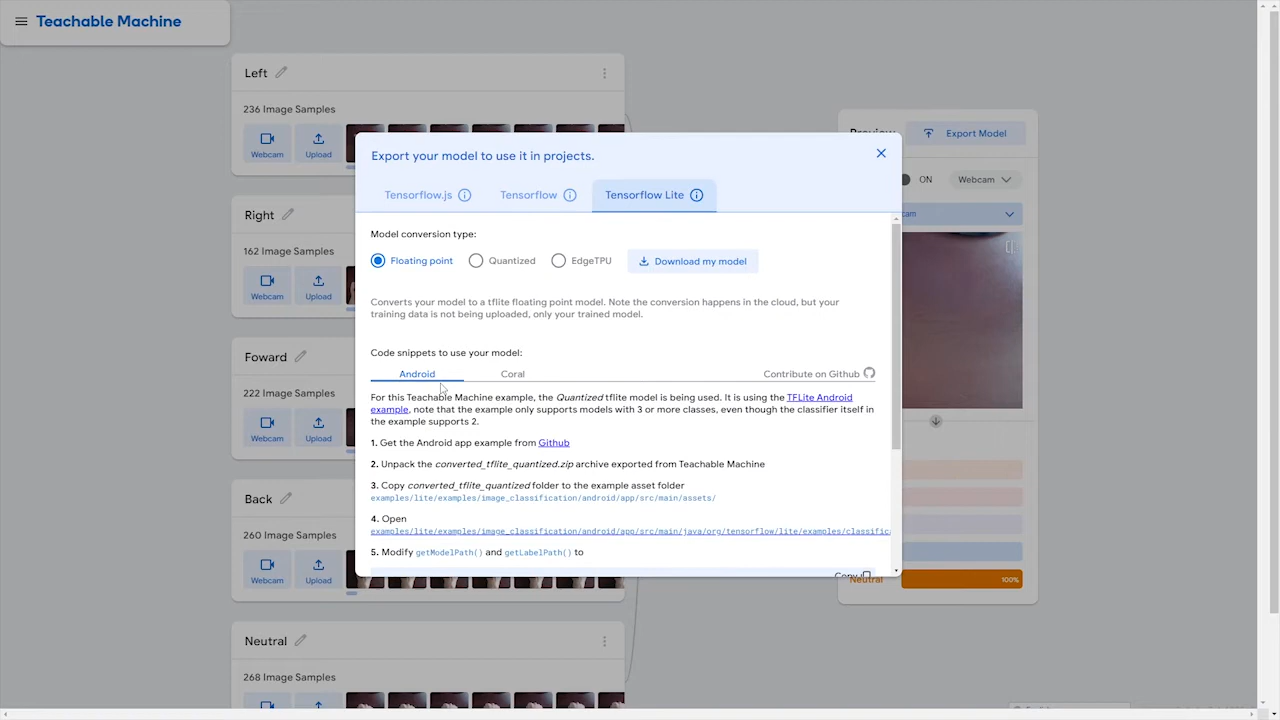 Teachable Machine
Left
236 Image Samples
Webcam
Upload
Right
162 Image Samples
Webcam
Upload
Foward
222 Image Samples
Webcam
Upload
Back
260 Image Samples
Webcam
Upload
Neutral
268 Image Samples
Export your model to use it in projects.
Tensorflow.js
Tensorflow
Tensorflow Lite
Model conversion type:
Floating point
Quantized
EdgeTPU
Download my model
Converts your model to a tflite floating point model. Note the conversion happens in the cloud, but your
training data is not being uploaded, only your trained model.
Code snippets to use your model:
Android
Coral
Contribute on Github
For this Teachable Machine example, the Quantized tflite model is being used. It is using the TFLite Android
example, note that the example only supports models with 3 or more classes, even though the classifier itself in
the example supports 2.
1. Get the Android app example from Github
2. Unpack the converted_tflite_quantized.zip archive exported from Teachable Machine
3. Copy converted_tflite_quantized folder to the example asset folder
examples/lite/examples/image_classification/android/app/src/main/assets/
4. Open
examples/lite/examples/image_classification/android/app/src/main/java/org/tensorflow/lite/examples/classific
5. Modify getModelPath() and getLabelPath() to
Copy
Preview
Export Model
ON
Webcam
Neutral
100%